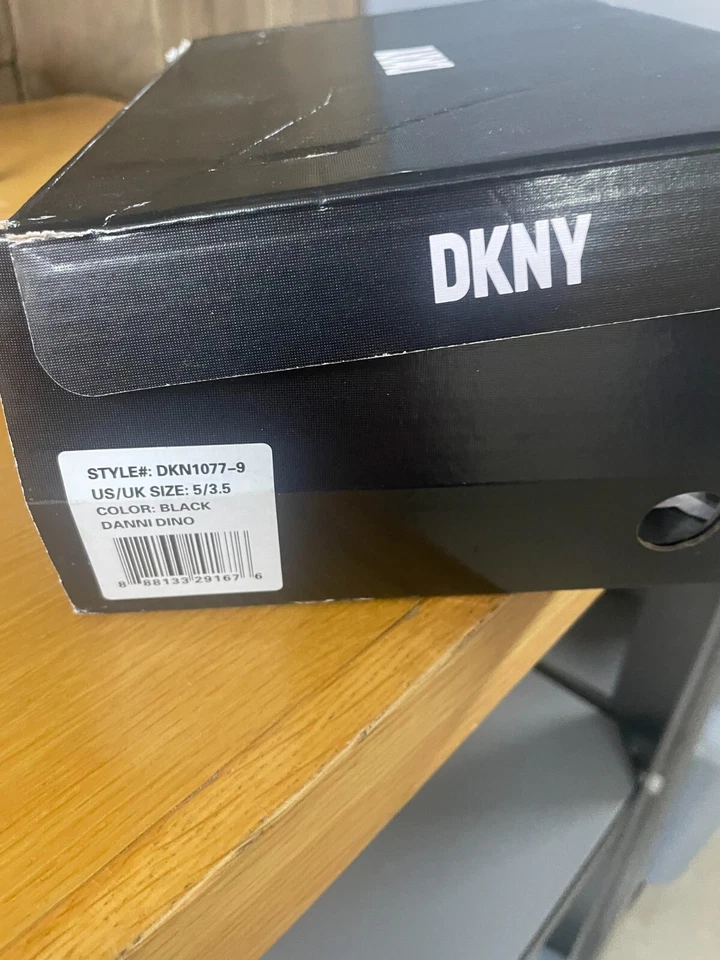 DKNY
STYLE#: DKN1077-9
US/UK SIZE: 5/3.5
COLOR: BLACK
DANNI DINO
8 88133 29167 6